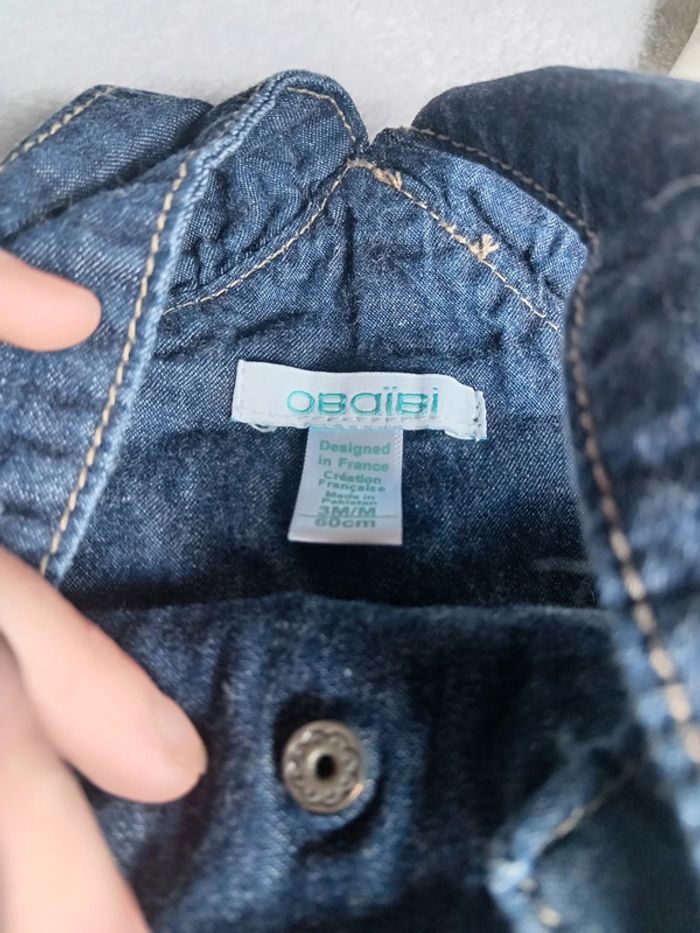 OBAÏBI
Designed
in France
Création
Française
Made in
Pakistan
3M/M
60cm